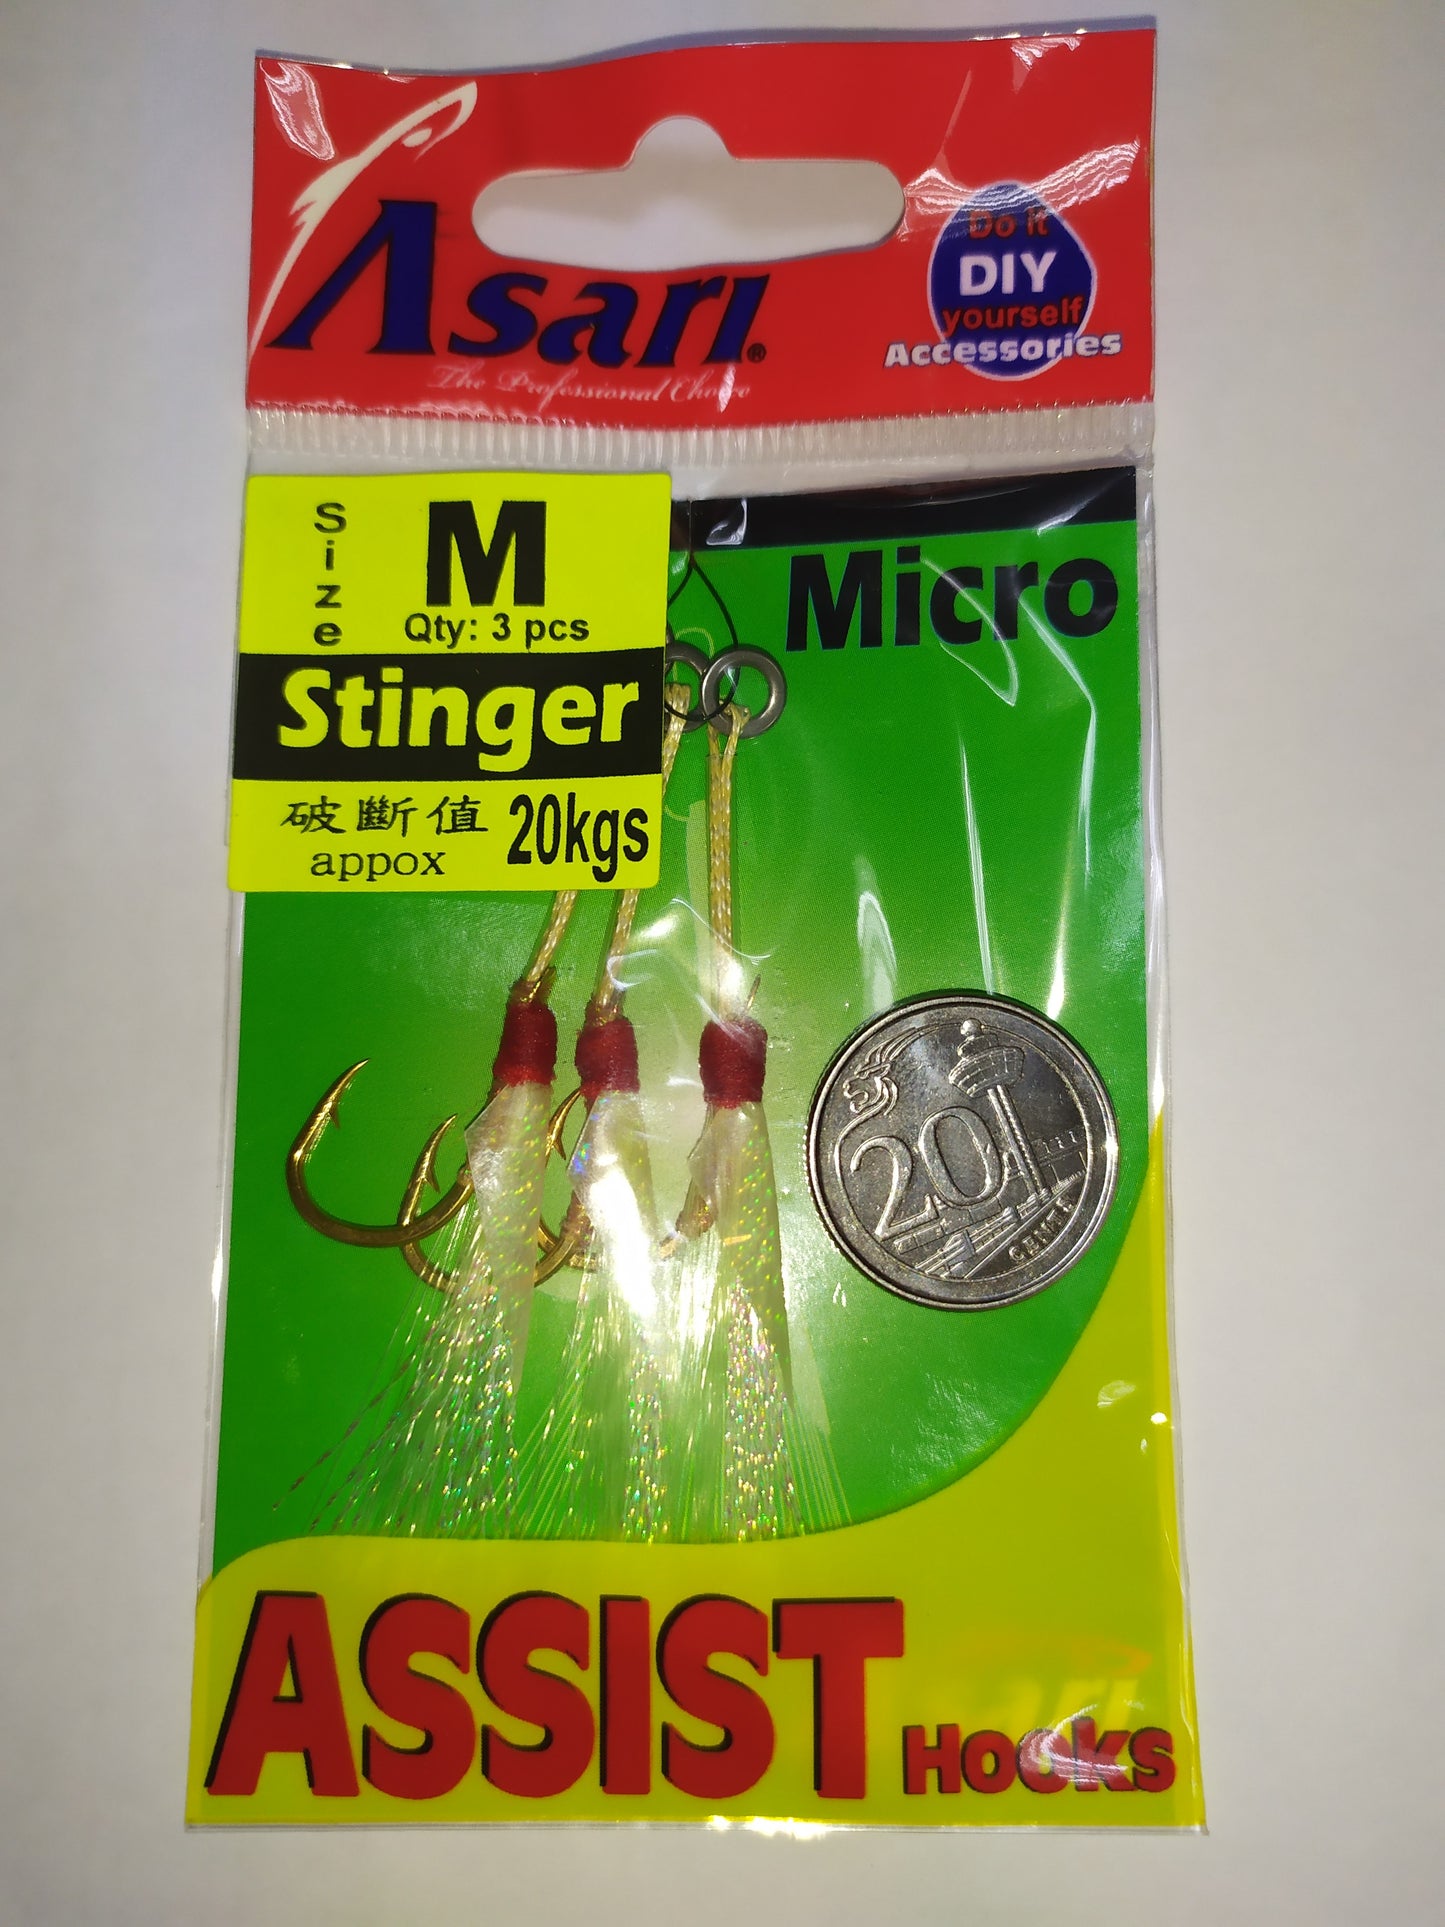 Asari®
The Professional Choice
Do it
DIY
yourself
Accessories
Size
M
Qty: 3 pcs
Stinger
破斷值
appox
20kgs
Micro
20
CENTS
ASSIST HOOKS